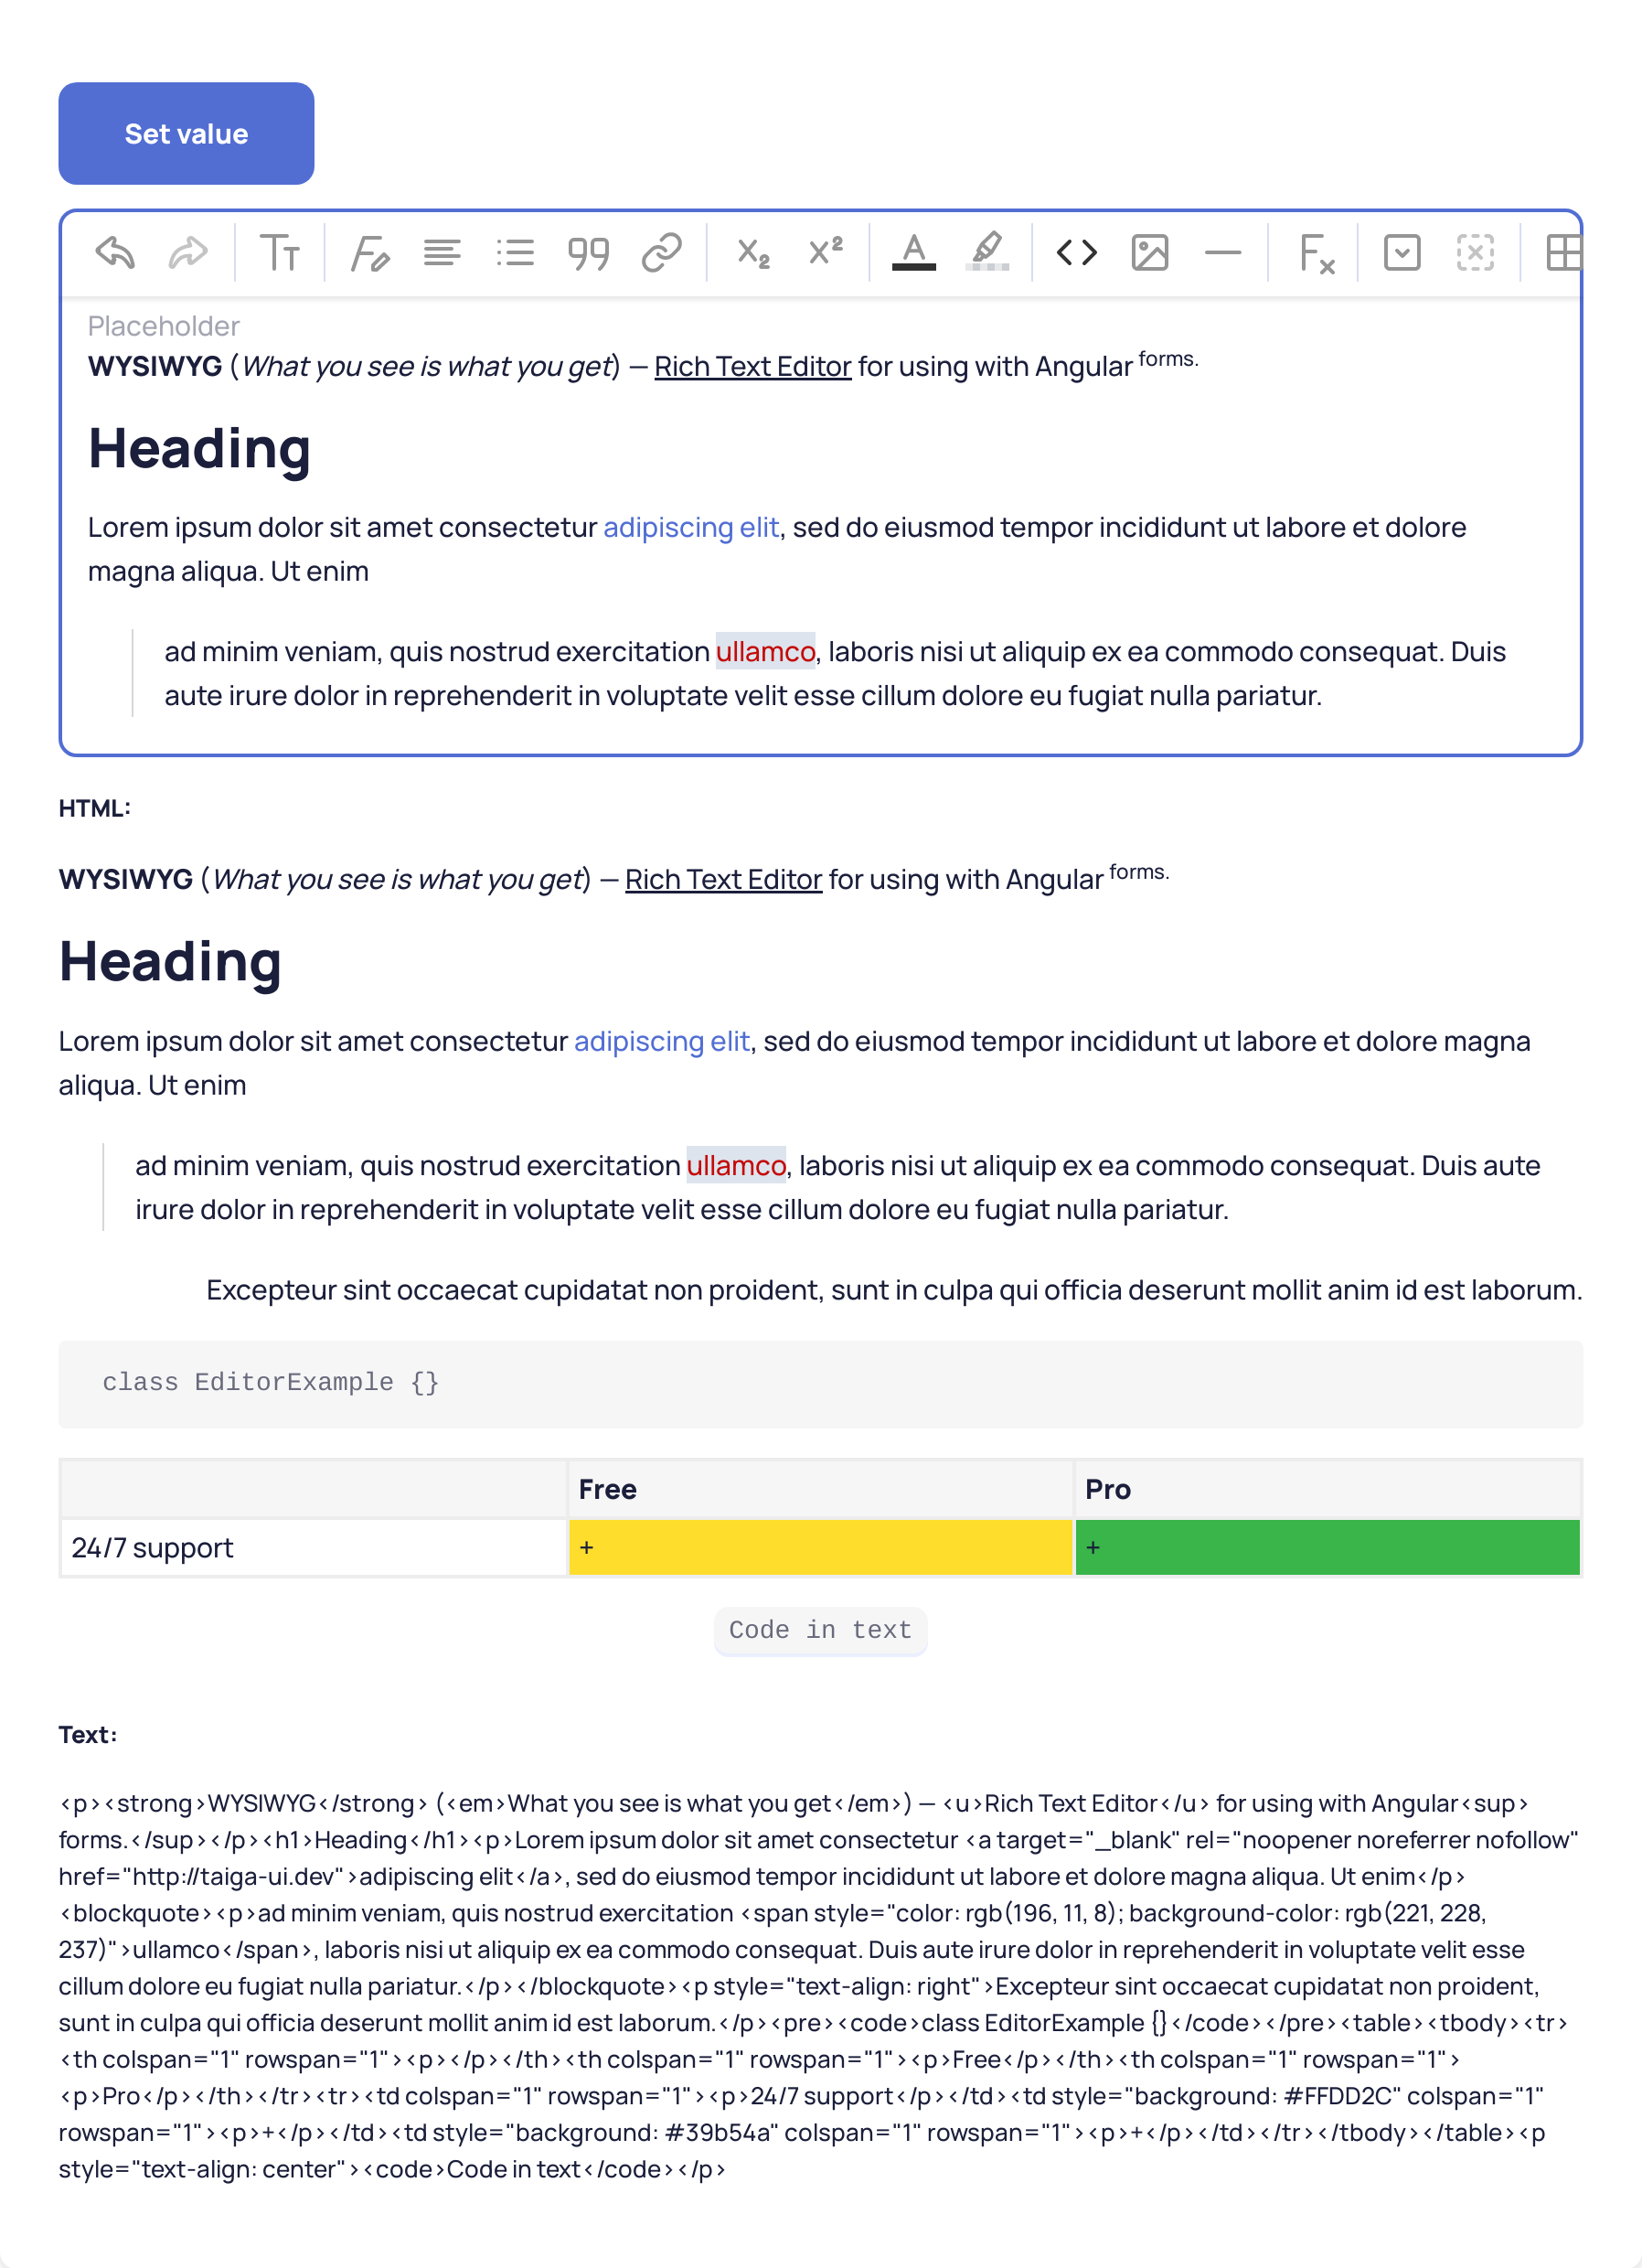 Set value
Placeholder
WYSIWYG (What you see is what you get) — Rich Text Editor for using with Angular forms.
Heading
Lorem ipsum dolor sit amet consectetur adipiscing elit, sed do eiusmod tempor incididunt ut labore et dolore
magna aliqua. Ut enim
ad minim veniam, quis nostrud exercitation ullamco, laboris nisi ut aliquip ex ea commodo consequat. Duis
aute irure dolor in reprehenderit in voluptate velit esse cillum dolore eu fugiat nulla pariatur.
HTML:
WYSIWYG (What you see is what you get) — Rich Text Editor for using with Angular forms.
Heading
Lorem ipsum dolor sit amet consectetur adipiscing elit, sed do eiusmod tempor incididunt ut labore et dolore magna
aliqua. Ut enim
ad minim veniam, quis nostrud exercitation ullamco, laboris nisi ut aliquip ex ea commodo consequat. Duis aute
irure dolor in reprehenderit in voluptate velit esse cillum dolore eu fugiat nulla pariatur.
Excepteur sint occaecat cupidatat non proident, sunt in culpa qui officia deserunt mollit anim id est laborum.
class EditorExample {}
Free Pro
24/7 support + +
Code in text
Text:
<p><strong>WYSIWYG</strong> (<em>What you see is what you get</em>) — <u>Rich Text Editor</u> for using with Angular<sup>
forms.</sup></p><h1>Heading</h1><p>Lorem ipsum dolor sit amet consectetur <a target="_blank" rel="noopener noreferrer nofollow"
href="http://taiga-ui.dev">adipiscing elit</a>, sed do eiusmod tempor incididunt ut labore et dolore magna aliqua. Ut enim</p>
<blockquote><p>ad minim veniam, quis nostrud exercitation <span style="color: rgb(196, 11, 8); background-color: rgb(221, 228,
237)">ullamco</span>, laboris nisi ut aliquip ex ea commodo consequat. Duis aute irure dolor in reprehenderit in voluptate velit esse
cillum dolore eu fugiat nulla pariatur.</p></blockquote><p style="text-align: right">Excepteur sint occaecat cupidatat non proident,
sunt in culpa qui officia deserunt mollit anim id est laborum.</p><pre><code>class EditorExample {}</code></pre><table><tbody><tr>
<th colspan="1" rowspan="1"><p></p></th><th colspan="1" rowspan="1"><p>Free</p></th><th colspan="1" rowspan="1">
<p>Pro</p></th></tr><tr><td colspan="1" rowspan="1"><p>24/7 support</p></td><td style="background: #FFDD2C" colspan="1"
rowspan="1"><p>+</p></td><td style="background: #39b54a" colspan="1" rowspan="1"><p>+</p></td></tr></tbody></table><p
style="text-align: center"><code>Code in text</code></p>